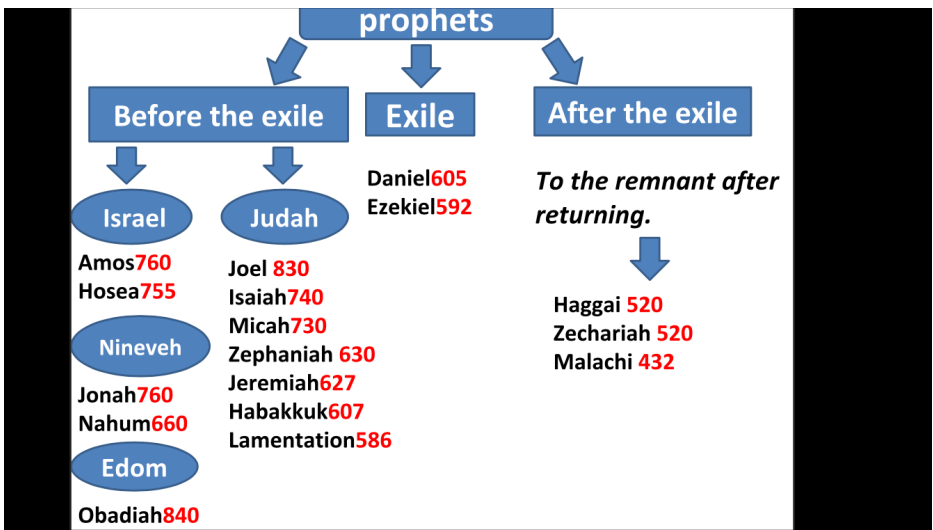 prophets
Before the exile
Exile
After the exile
Israel
Amos760
Hosea755
Nineveh
Jonah760
Nahum660
Edom
Obadiah840
Judah
Joel 830
Isaiah740
Micah730
Zephaniah 630
Jeremiah627
Habakkuk607
Lamentation586
Daniel605
Ezekiel592
To the remnant after
returning.
Haggai 520
Zechariah 520
Malachi 432